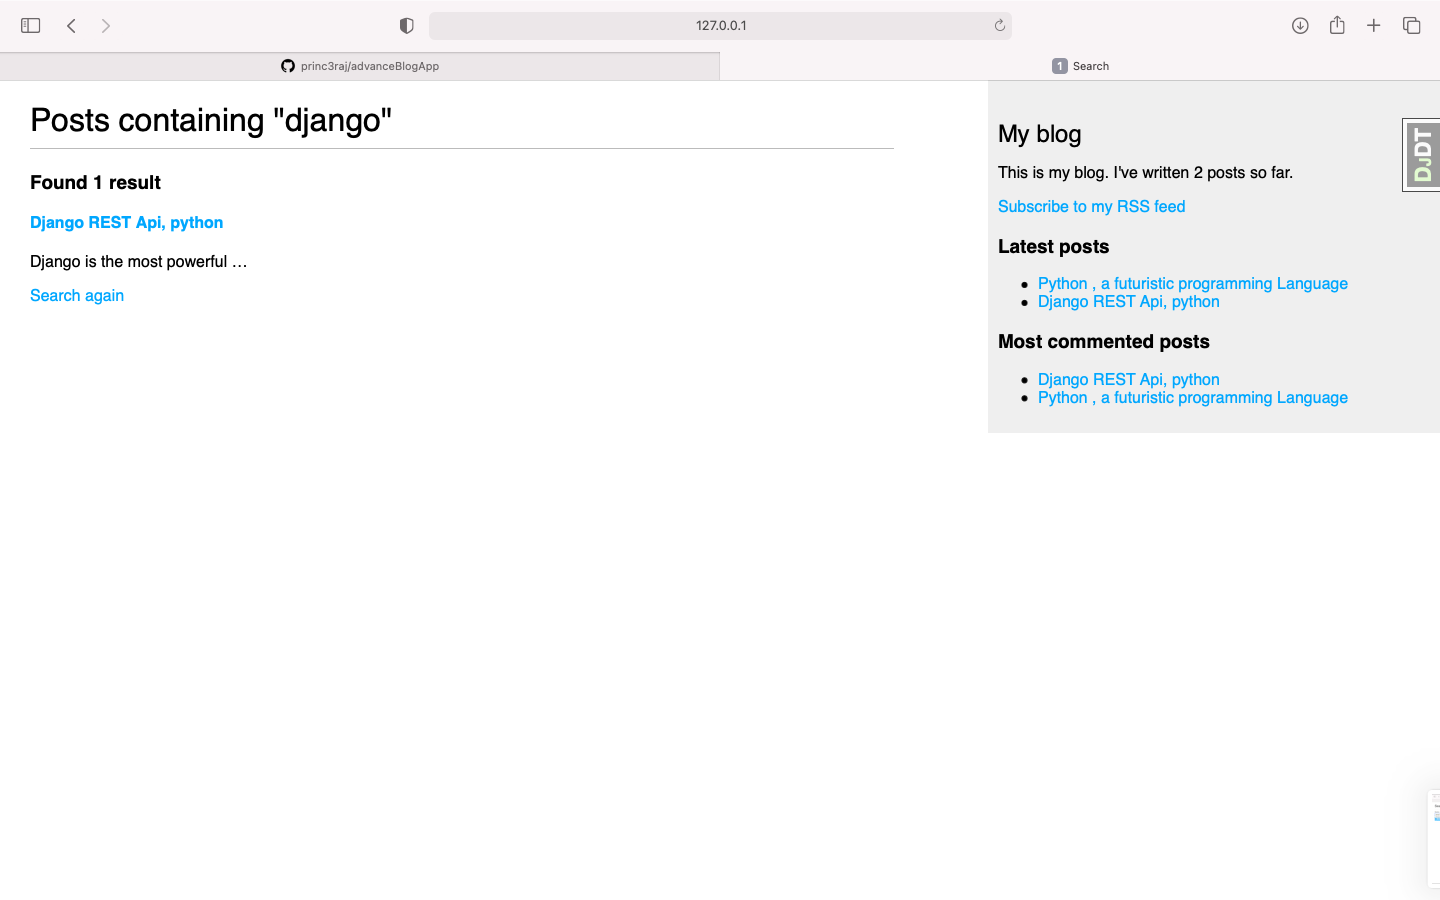 127.0.0.1
princ3raj/advanceBlogApp
1 Search
Posts containing "django"
Found 1 result
Django REST Api, python
Django is the most powerful …
Search again
My blog
This is my blog. I've written 2 posts so far.
Subscribe to my RSS feed
Latest posts
Python , a futuristic programming Language
Django REST Api, python
Most commented posts
Django REST Api, python
Python , a futuristic programming Language
DJDT